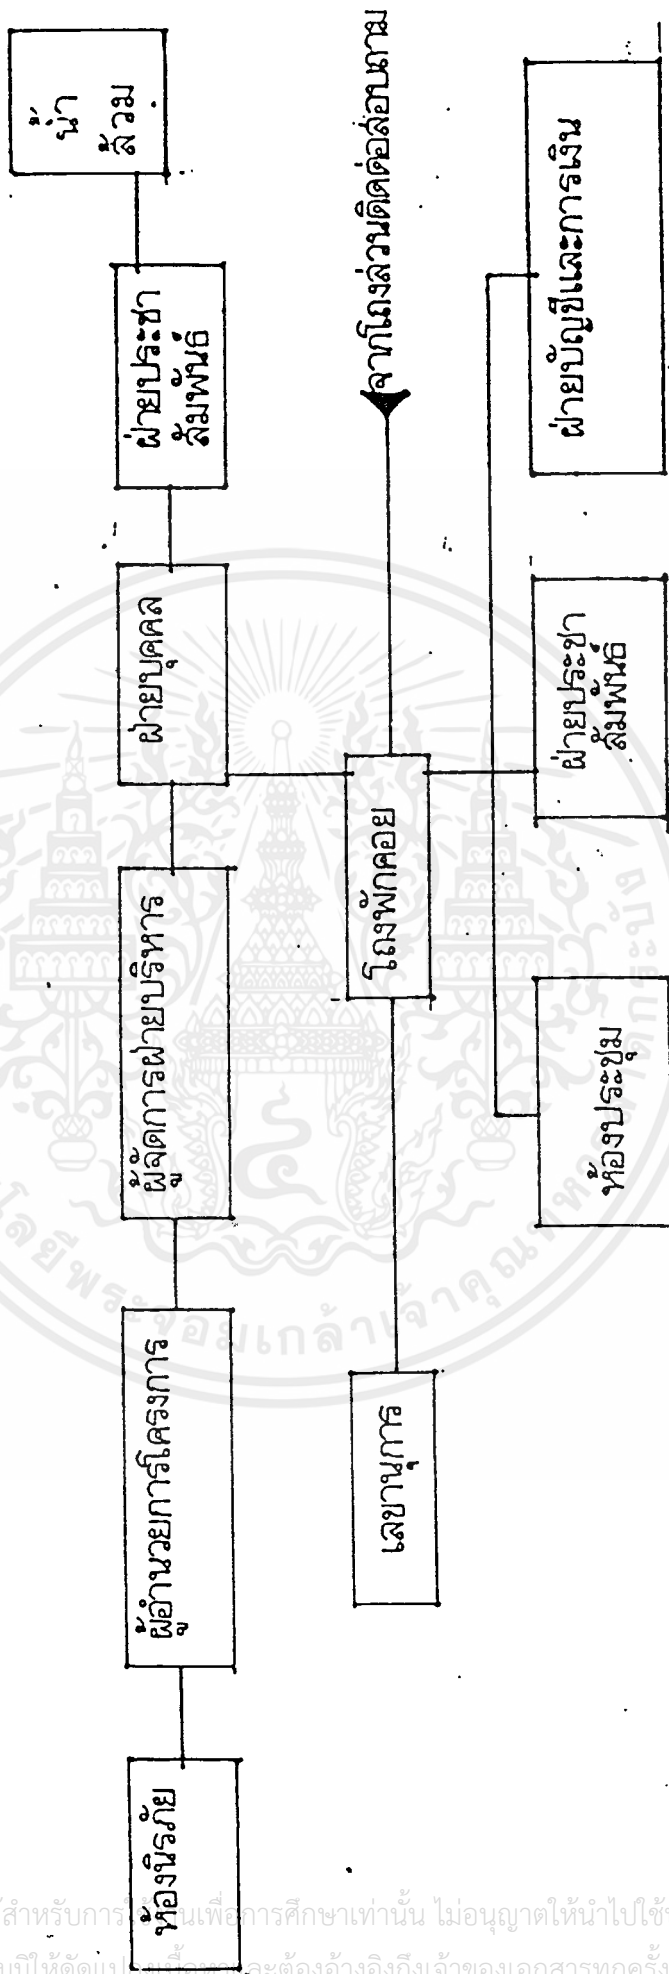 ห้องนิรภัย
ผู้อำนวยการโครงการ
ผู้จัดการฝ่ายบริหาร
ฝ่ายบุคคล
ฝ่ายประชา
สัมพันธ์
น้ำ
ส้วม
เลขานุการ
โถงพักคอย
จากโถงส่วนติดต่อสอบถาม
ห้องประชุม
ฝ่ายประชา
สัมพันธ์
ฝ่ายบัญชีและการเงิน